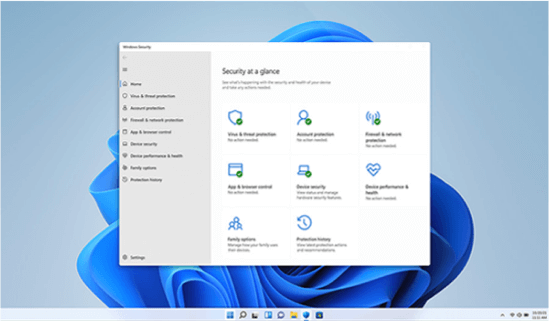 Windows Security
Home
Virus & threat protection
Account protection
Firewall & network protection
App & browser control
Device security
Device performance & health
Family options
Protection history
Settings
Security at a glance
See what's happening with the security and health of your device
and take any actions needed.
Virus & threat protection
No action needed.
Account protection
No action needed.
Firewall & network
protection
No action needed.
App & browser control
No action needed.
Device security
View status and manage
hardware security features.
Device performance &
health
No action needed.
Family options
Manage how your family uses
their devices.
Protection history
View latest protection actions
and recommendations.